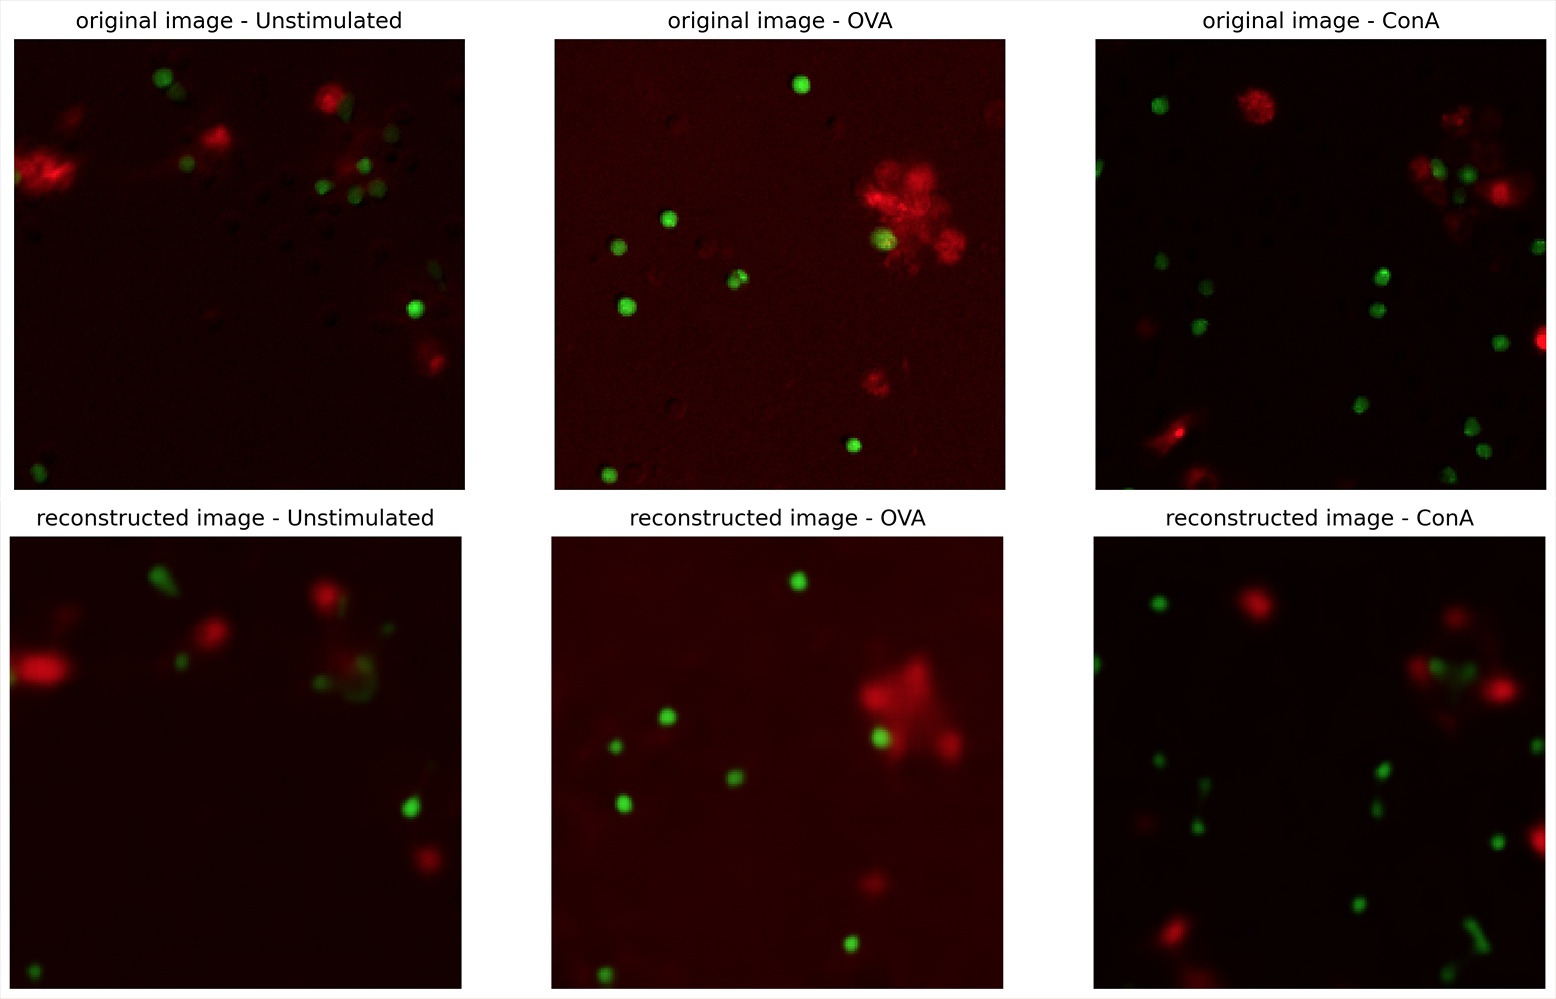 original image - Unstimulated
original image - OVA
original image - ConA
reconstructed image - Unstimulated
reconstructed image - OVA
reconstructed image - ConA